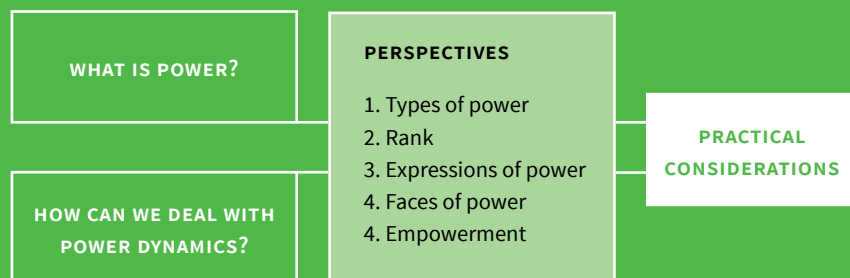 WHAT IS POWER?
HOW CAN WE DEAL WITH
POWER DYNAMICS?
PERSPECTIVES
1. Types of power
2. Rank
3. Expressions of power
4. Faces of power
4. Empowerment
PRACTICAL
CONSIDERATIONS